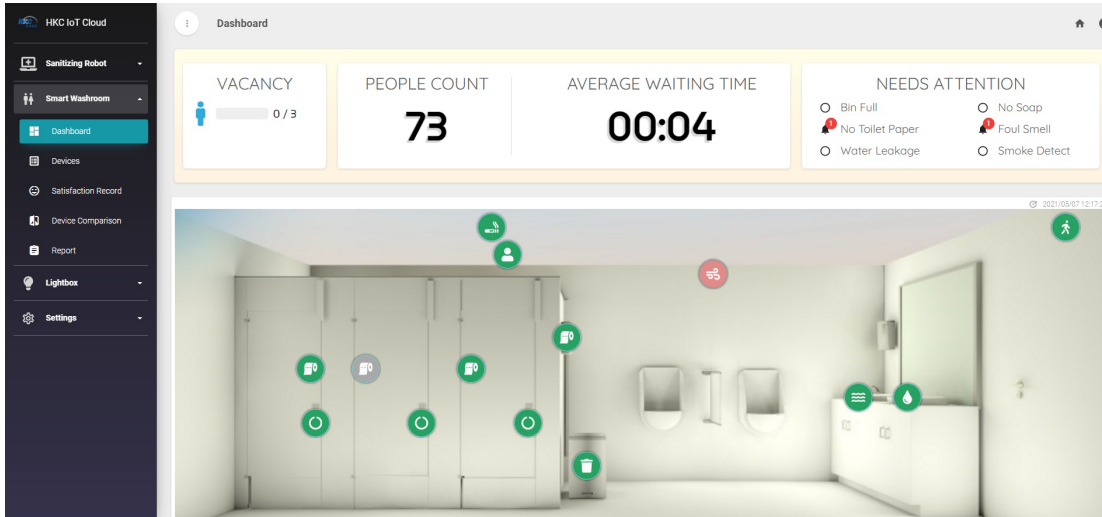 HKC IoT Cloud
Dashboard
Sanitizing Robot
Smart Washroom
Dashboard
Devices
Satisfaction Record
Device Comparison
Report
Lightbox
Settings
VACANCY
0 / 3
PEOPLE COUNT
73
AVERAGE WAITING TIME
00:04
NEEDS ATTENTION
Bin Full
No Soap
1 No Toilet Paper
1 Foul Smell
Water Leakage
Smoke Detect